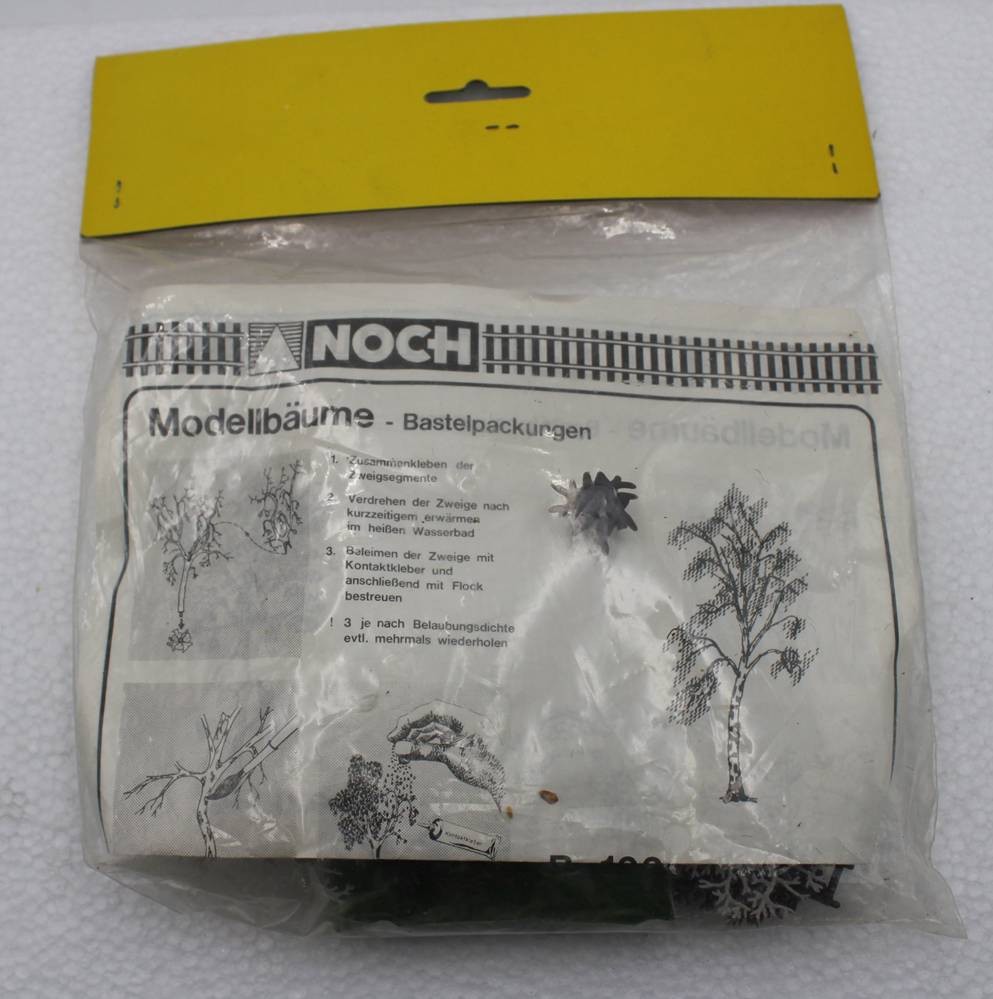 NOCH
Modellbäume - Bastelpackungen
1. Zusammenkleben der
Zweigsegmente
2. Verdrehen der Zweige nach
kurzzeitigem erwärmen
im heißen Wasserbad
3. Beleimen der Zweige mit
Kontaktkleber und
anschließend mit Flock
bestreuen
! 3 je nach Belaubungsdichte
evtl. mehrmals wiederholen
Kontaktkleber